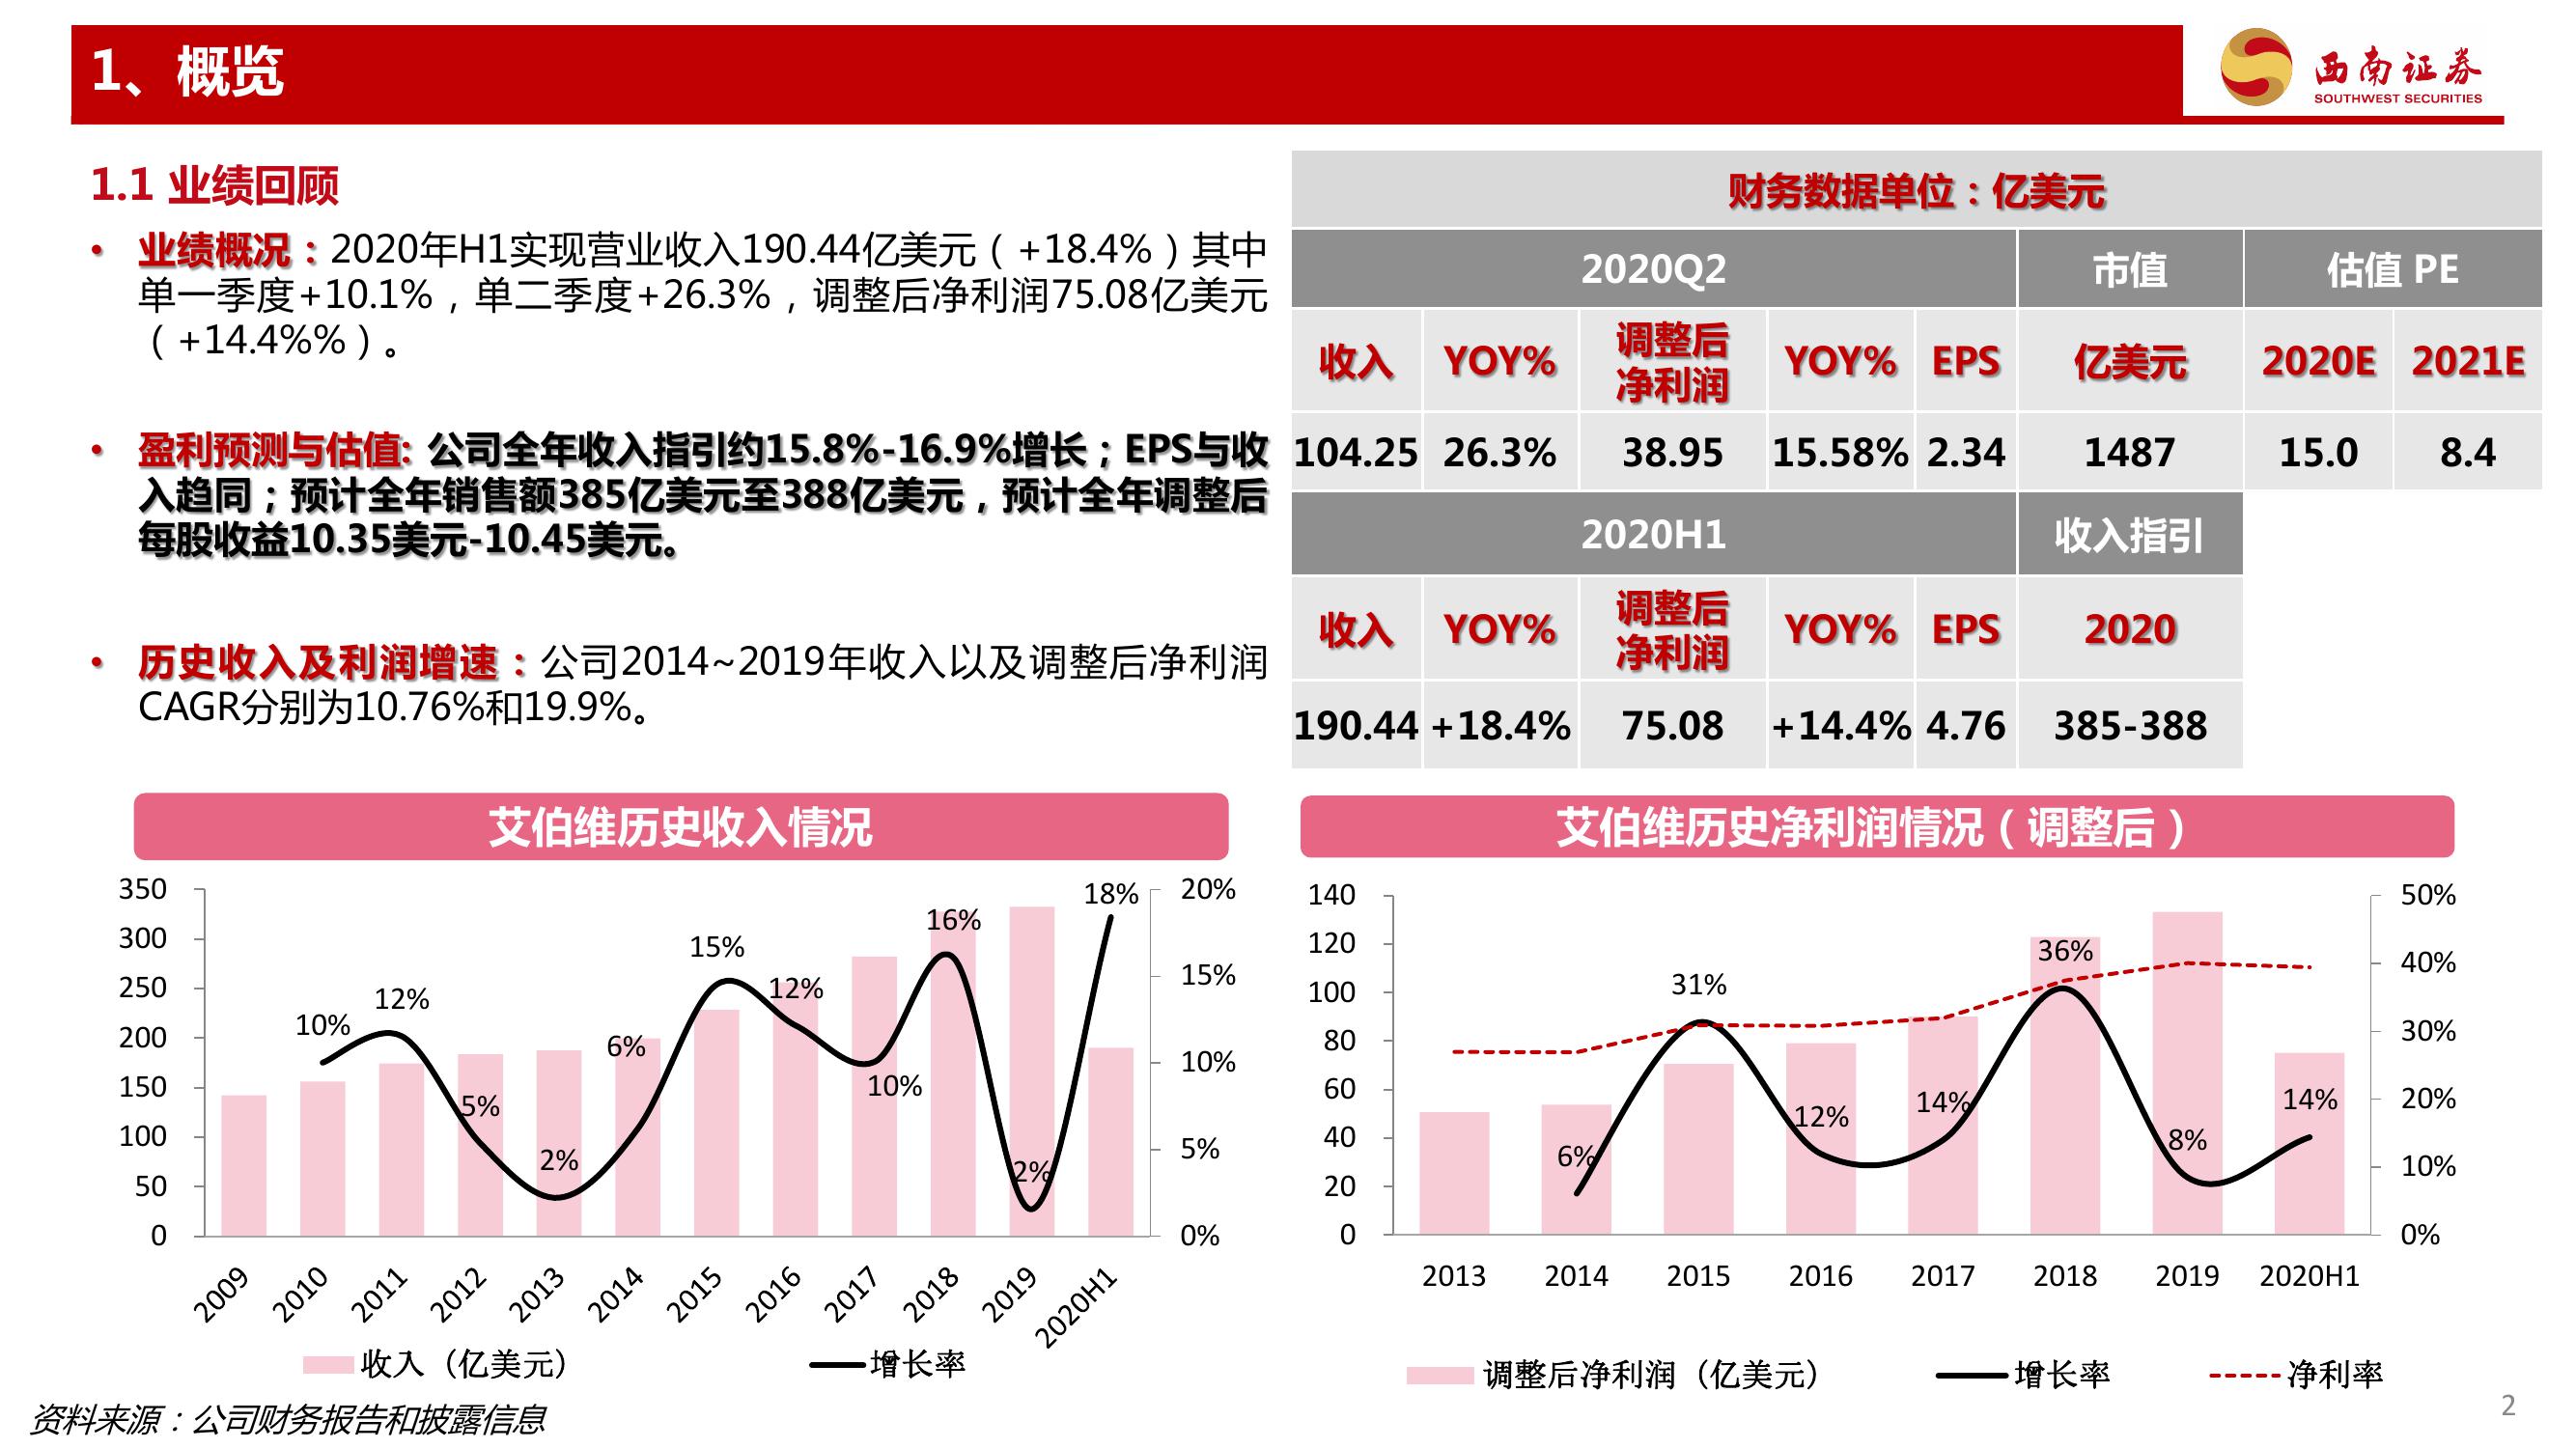 1、概览
西南证券
SOUTHWEST SECURITIES
1.1 业绩回顾
• 业绩概况：2020年H1实现营业收入190.44亿美元（+18.4%）其中
单一季度+10.1%，单二季度+26.3%，调整后净利润75.08亿美元
（+14.4%%）。
• 盈利预测与估值: 公司全年收入指引约15.8%-16.9%增长；EPS与收
入趋同；预计全年销售额385亿美元至388亿美元，预计全年调整后
每股收益10.35美元-10.45美元。
• 历史收入及利润增速：公司2014~2019年收入以及调整后净利润
CAGR分别为10.76%和19.9%。
财务数据单位：亿美元
2020Q2 市值 估值 PE
收入 YOY% 调整后 YOY% EPS 亿美元 2020E 2021E
净利润
104.25 26.3% 38.95 15.58% 2.34 1487 15.0 8.4
2020H1 收入指引
收入 YOY% 调整后 YOY% EPS 2020
净利润
190.44 +18.4% 75.08 +14.4% 4.76 385-388
艾伯维历史收入情况
350
300
250
200
150
100
50
0
10%
12%
5%
2%
6%
15%
12%
10%
16%
2%
18%
20%
15%
10%
5%
0%
2009 2010 2011 2012 2013 2014 2015 2016 2017 2018 2019 2020H1
收入（亿美元） 增长率
艾伯维历史净利润情况（调整后）
140
120
100
80
60
40
20
0
6%
31%
12%
14%
36%
8%
14%
50%
40%
30%
20%
10%
0%
2013 2014 2015 2016 2017 2018 2019 2020H1
调整后净利润（亿美元） 增长率 净利率
资料来源：公司财务报告和披露信息
2